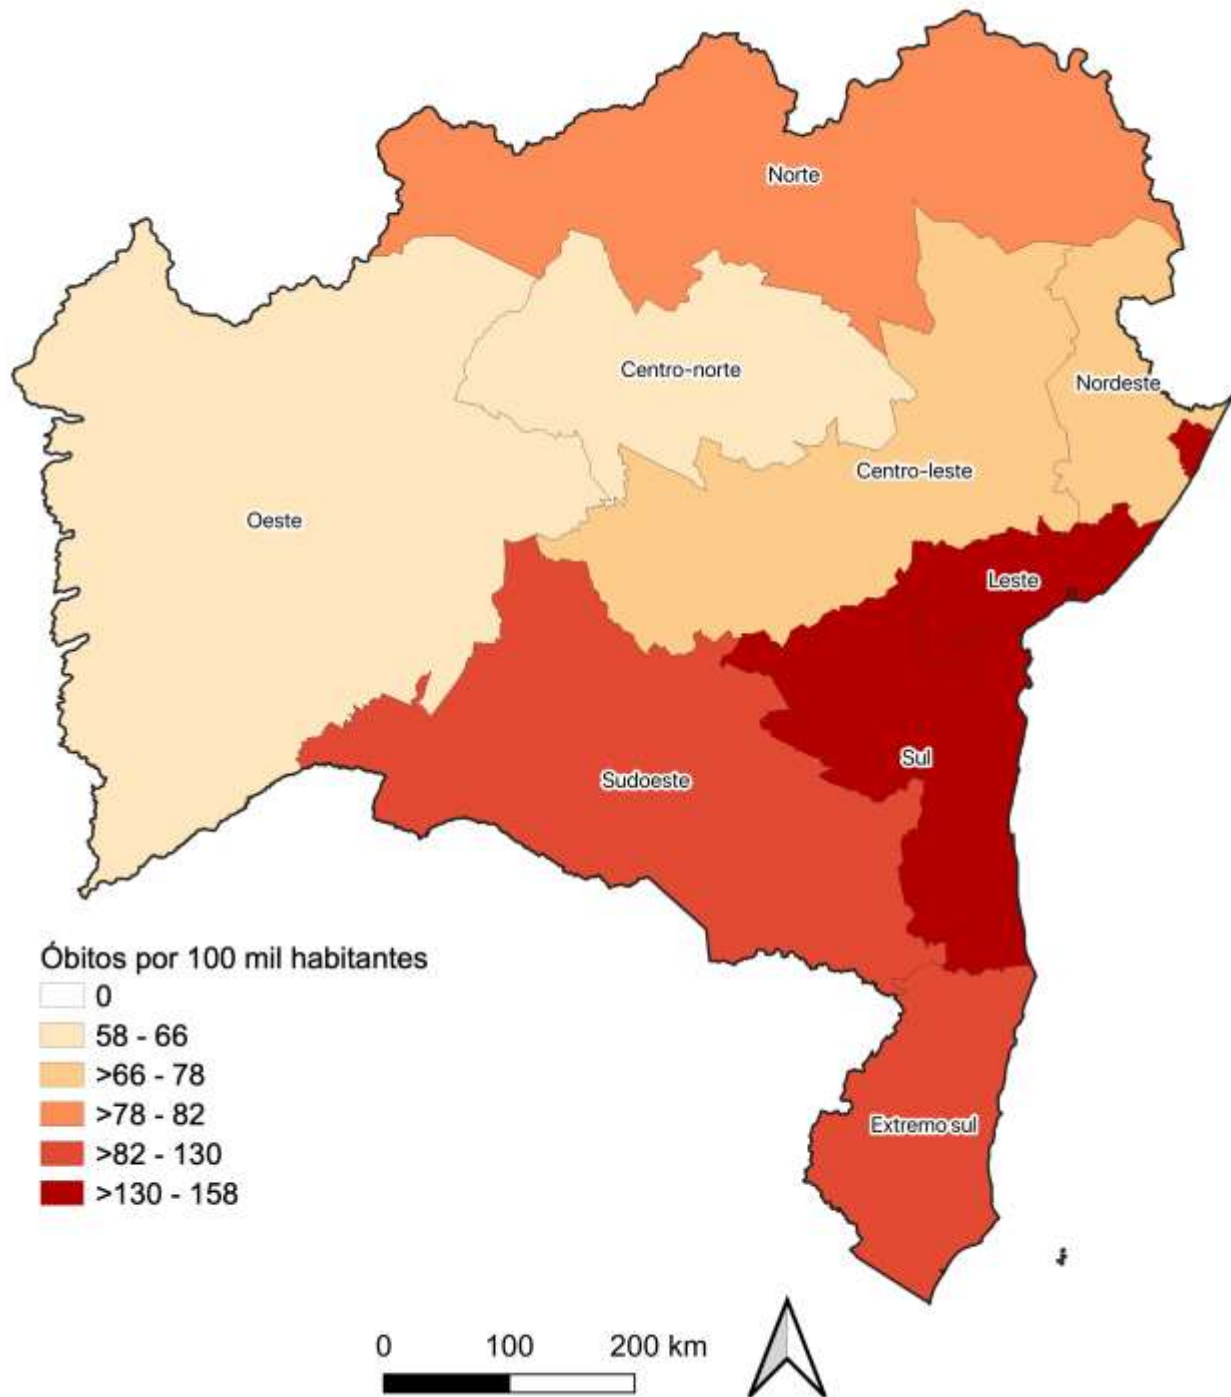 Norte
Centro-norte
Nordeste
Centro-leste
Oeste
Leste
Sul
Sudoeste
Óbitos por 100 mil habitantes
0
58 - 66
>66 - 78
>78 - 82
>82 - 130
>130 - 158
Extremo sul
0 100 200 km